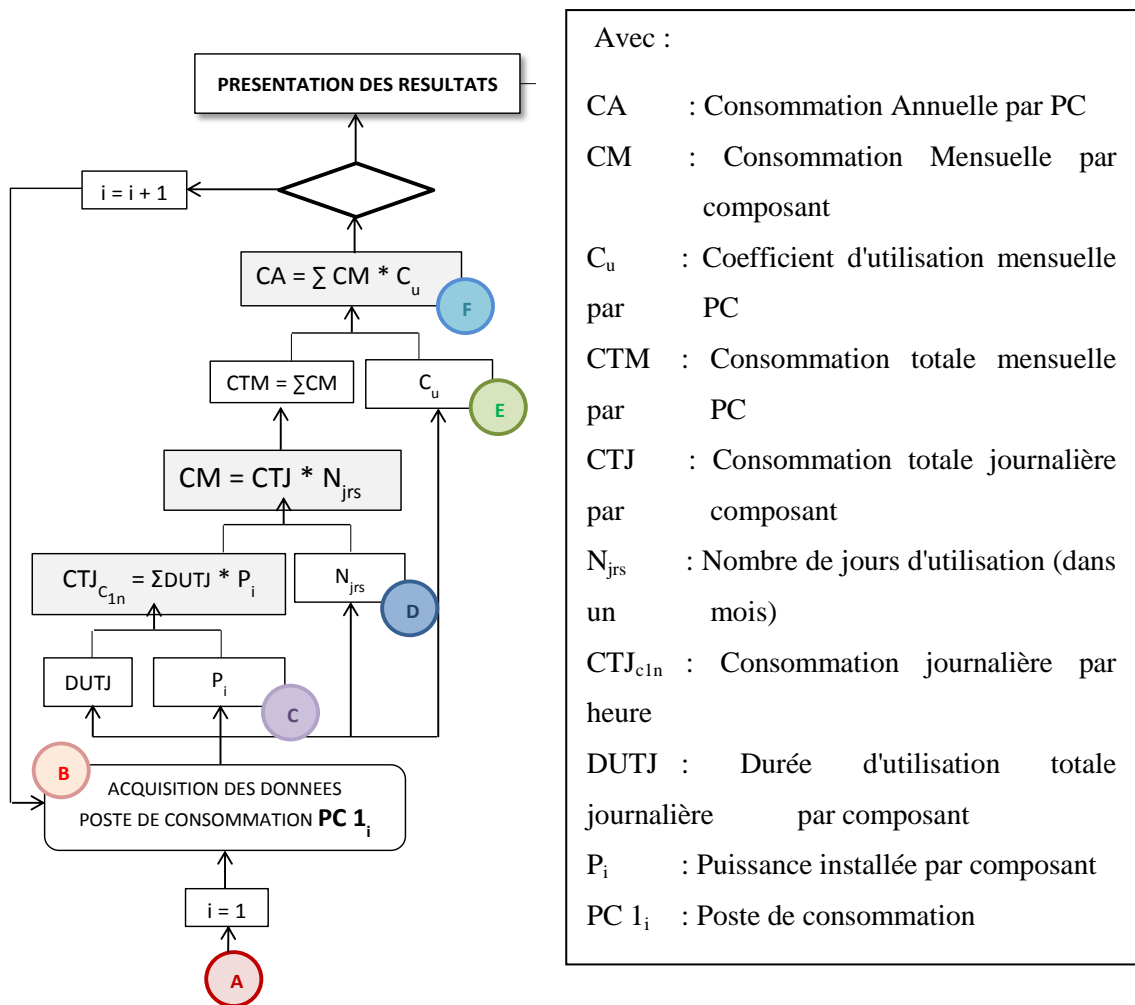 PRESENTATION DES RESULTATS
i = i + 1
CA = ∑ CM * Cu
F
CTM = ∑CM
Cu
E
CM = CTJ * Njrs
CTJC1n = ΣDUTJ * Pi
Njrs
D
DUTJ
Pi
C
B
ACQUISITION DES DONNEES
POSTE DE CONSOMMATION PC 1i
i = 1
A
Avec :
CA : Consommation Annuelle par PC
CM : Consommation Mensuelle par
composant
Cu : Coefficient d'utilisation mensuelle
par PC
CTM : Consommation totale mensuelle
par PC
CTJ : Consommation totale journalière
par composant
Njrs : Nombre de jours d'utilisation (dans
un mois)
CTJc1n : Consommation journalière par
heure
DUTJ : Durée d'utilisation totale
journalière par composant
Pi : Puissance installée par composant
PC 1i : Poste de consommation